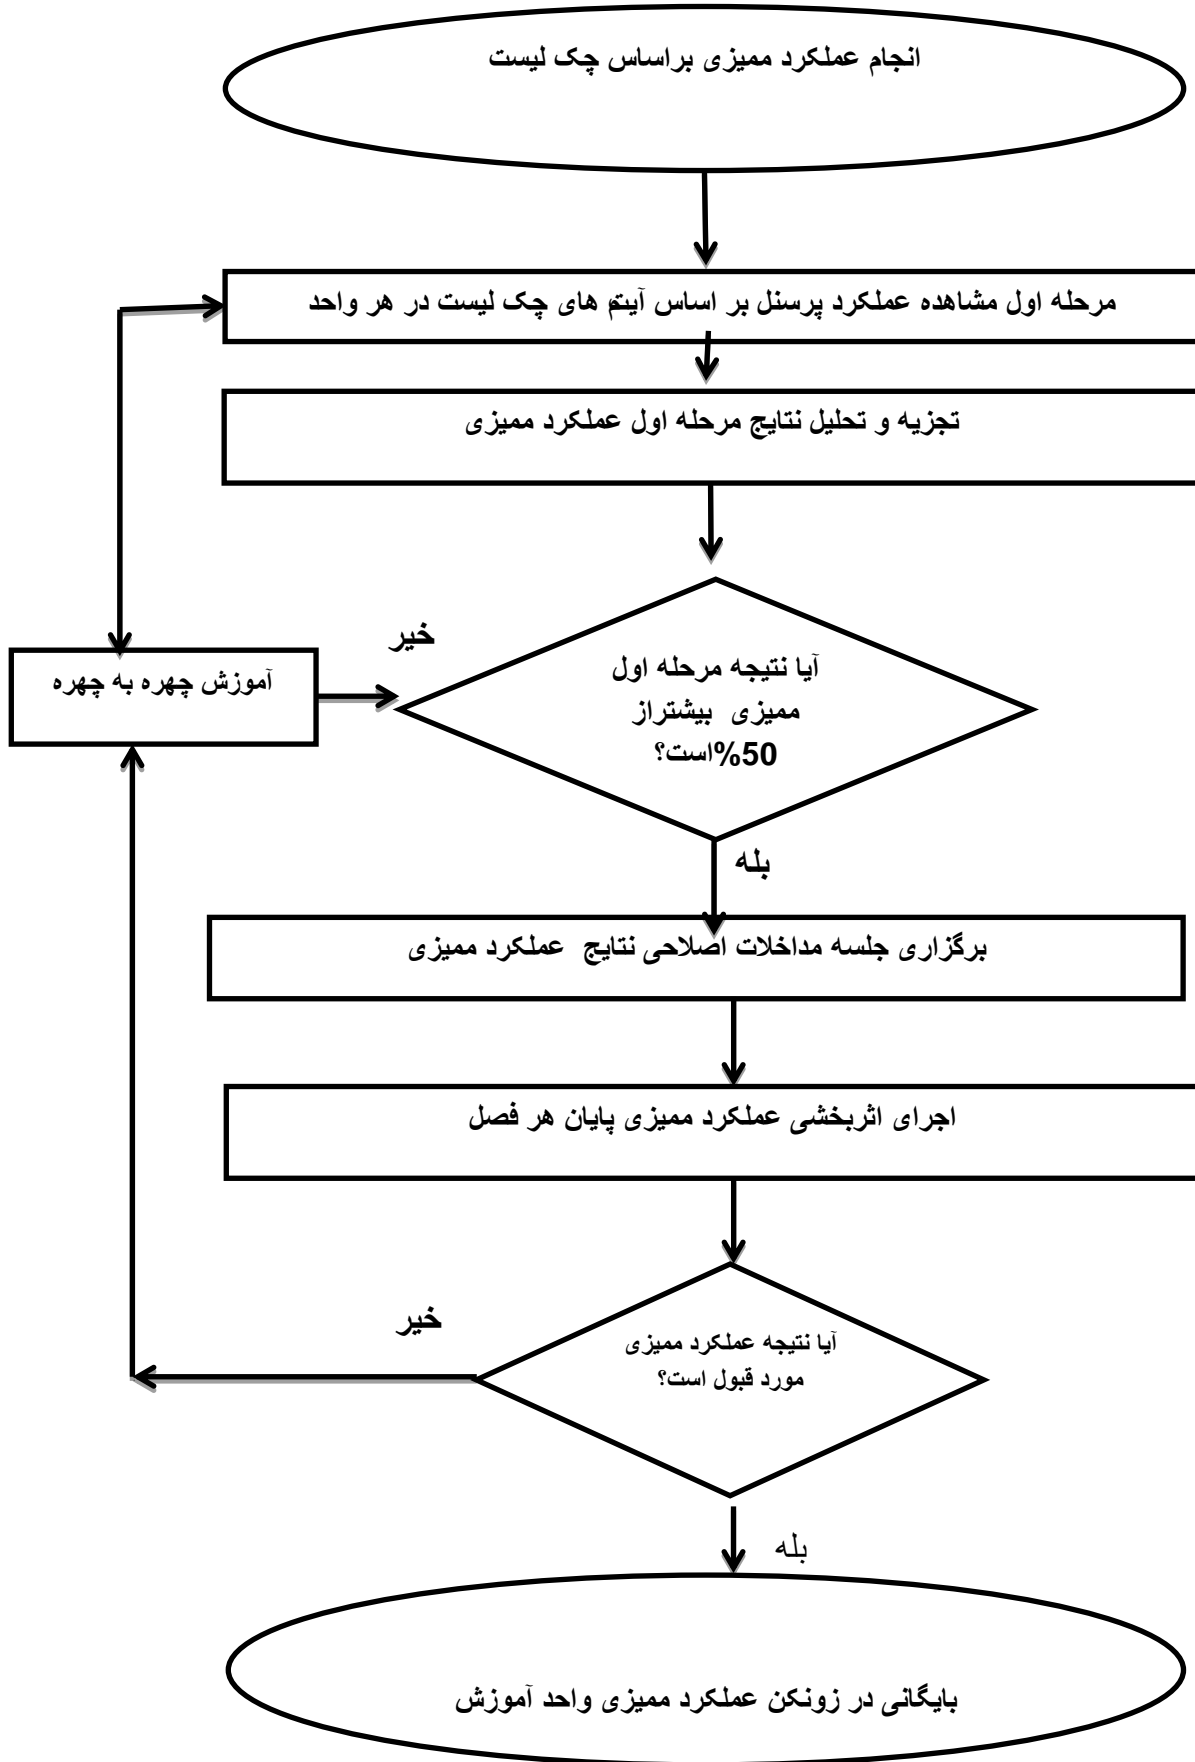 انجام عملکرد ممیزی براساس چک لیست
مرحله اول مشاهده عملکرد پرسنل بر اساس آیتم های چک لیست در هر واحد
تجزیه و تحلیل نتایج مرحله اول عملکرد ممیزی
خیر
آموزش چهره به چهره
آیا نتیجه مرحله اول
ممیزی بیشتراز
50%است؟
بله
برگزاری جلسه مداخلات اصلاحی نتایج عملکرد ممیزی
اجرای اثربخشی عملکرد ممیزی پایان هر فصل
خیر
آیا نتیجه عملکرد ممیزی
مورد قبول است؟
بله
بایگانی در زونکن عملکرد ممیزی واحد آموزش